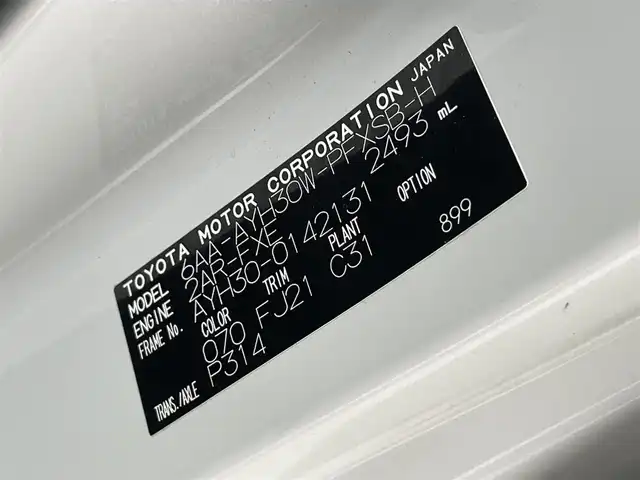 TOYOTA MOTOR CORPORATION JAPAN
MODEL 6AA-AYH30W-PFXSB-H
ENGINE 2AR-FXE 2493 mL
FRAME No. AYH30-0142131
COLOR TRIM PLANT OPTION
070 FJ21 C31 899
TRANS./AXLE P314